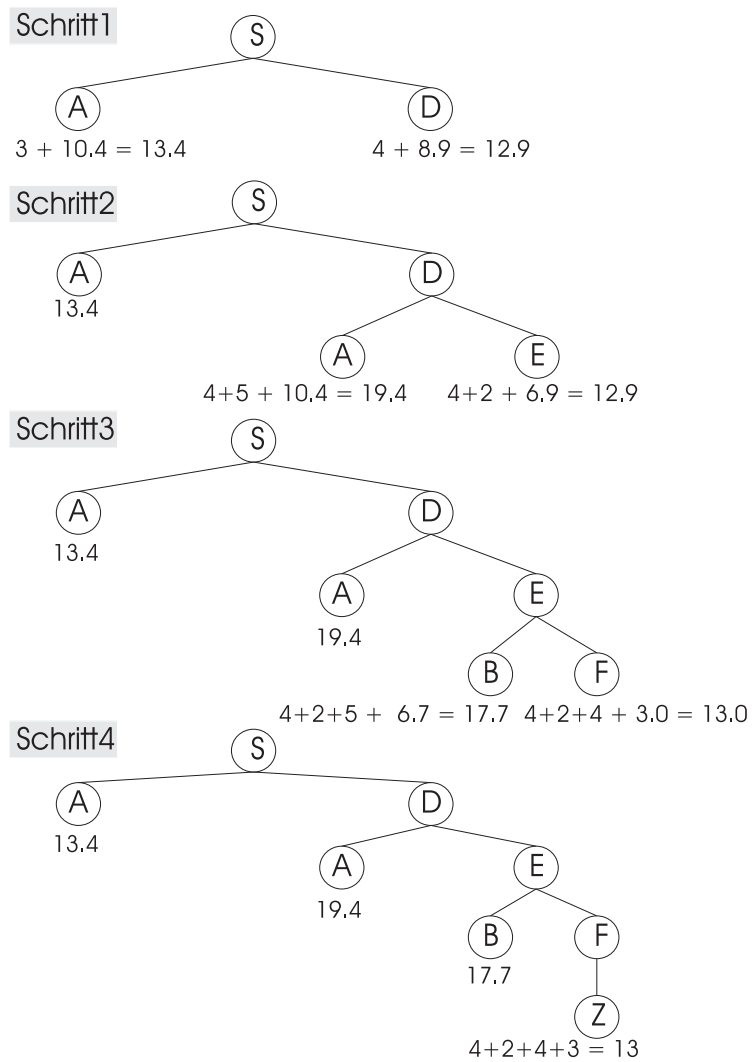 Schritt1
S
A D
3 + 10.4 = 13.4 4 + 8.9 = 12.9
Schritt2
S
A D
13.4
A E
4+5 + 10.4 = 19.4 4+2 + 6.9 = 12.9
Schritt3
S
A D
13.4
A E
19.4
B F
4+2+5 + 6.7 = 17.7 4+2+4 + 3.0 = 13.0
Schritt4
S
A D
13.4
A E
19.4
B F
17.7
Z
4+2+4+3 = 13